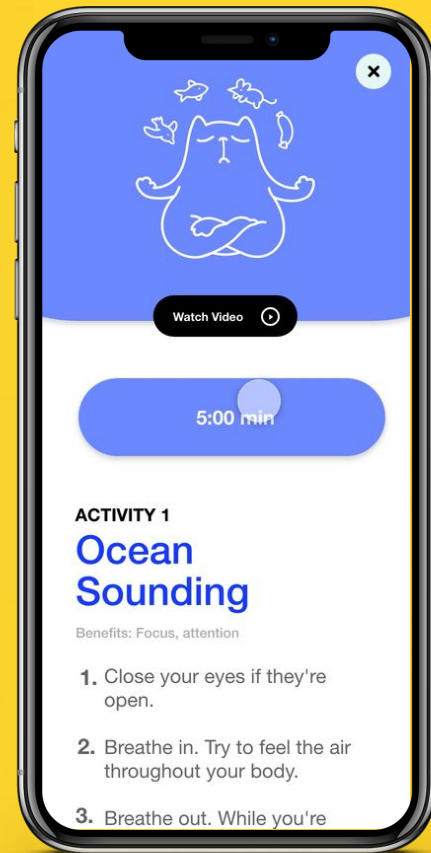 Watch Video
5:00 min
ACTIVITY 1
Ocean
Sounding
Benefits: Focus, attention
1. Close your eyes if they're
open.
2. Breathe in. Try to feel the air
throughout your body.
3. Breathe out. While you're